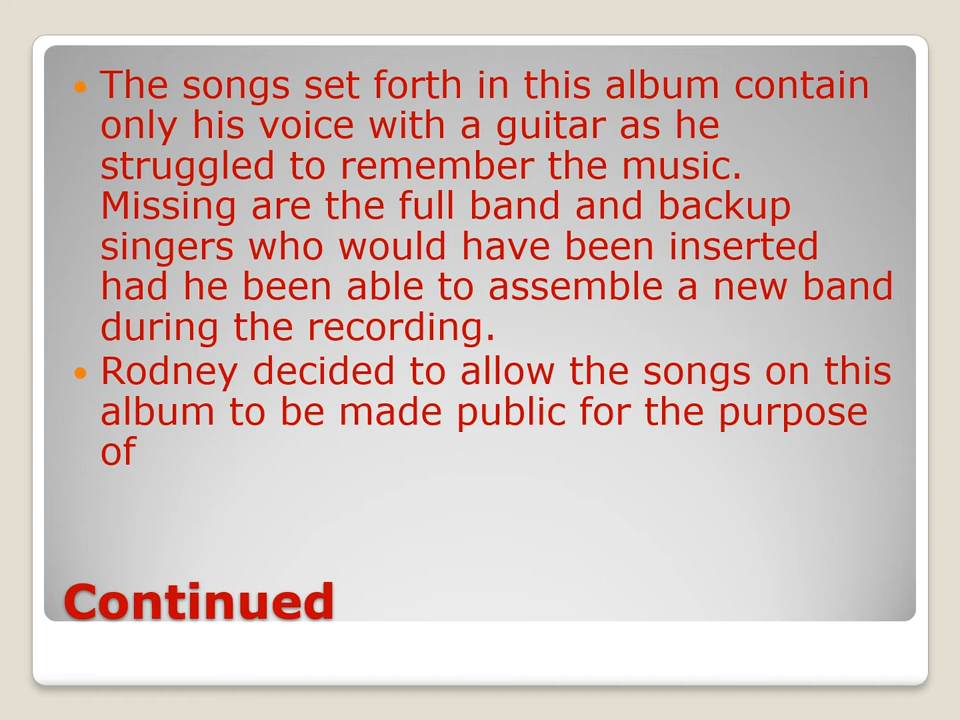 • The songs set forth in this album contain
only his voice with a guitar as he
struggled to remember the music.
Missing are the full band and backup
singers who would have been inserted
had he been able to assemble a new band
during the recording.
• Rodney decided to allow the songs on this
album to be made public for the purpose
of
Continued